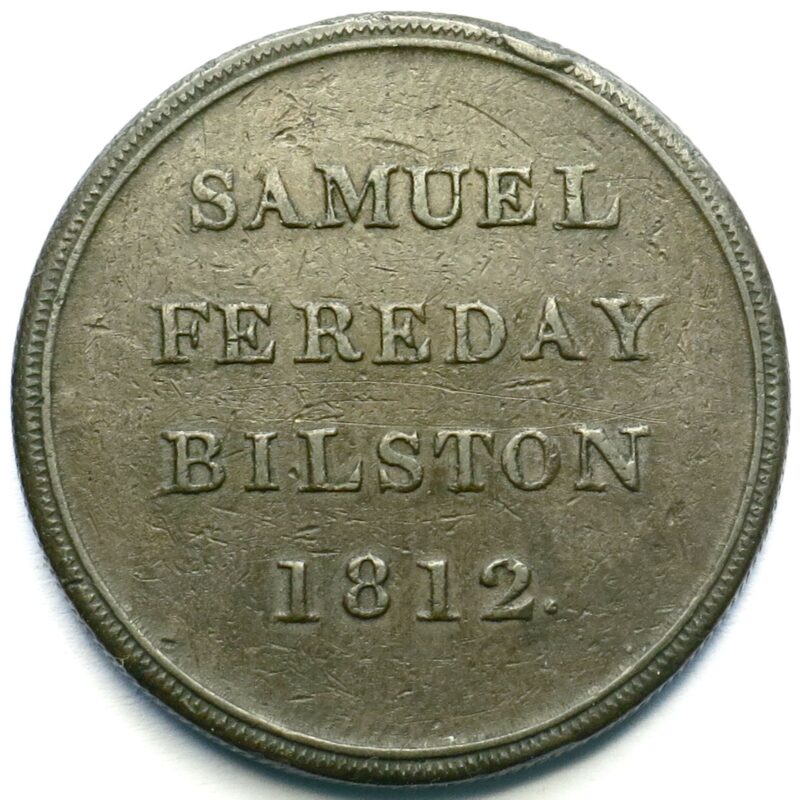 SAMUEL
FEREDAY
BILSTON
1812.